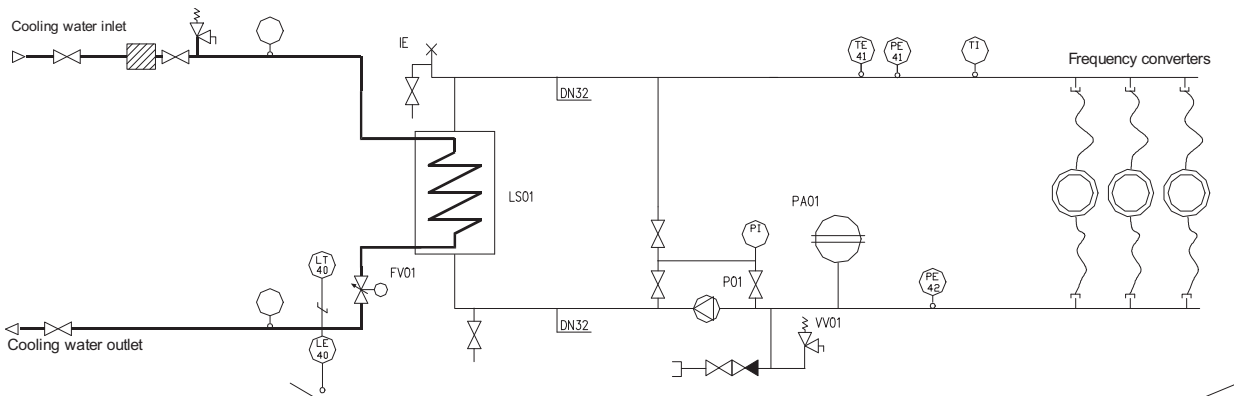 Cooling water inlet
IE
TE
41
PE
41
TI
Frequency converters
DN32
LS01
PA01
LT
40
FV01
PI
P01
PE
42
DN32
VV01
Cooling water outlet
LE
40